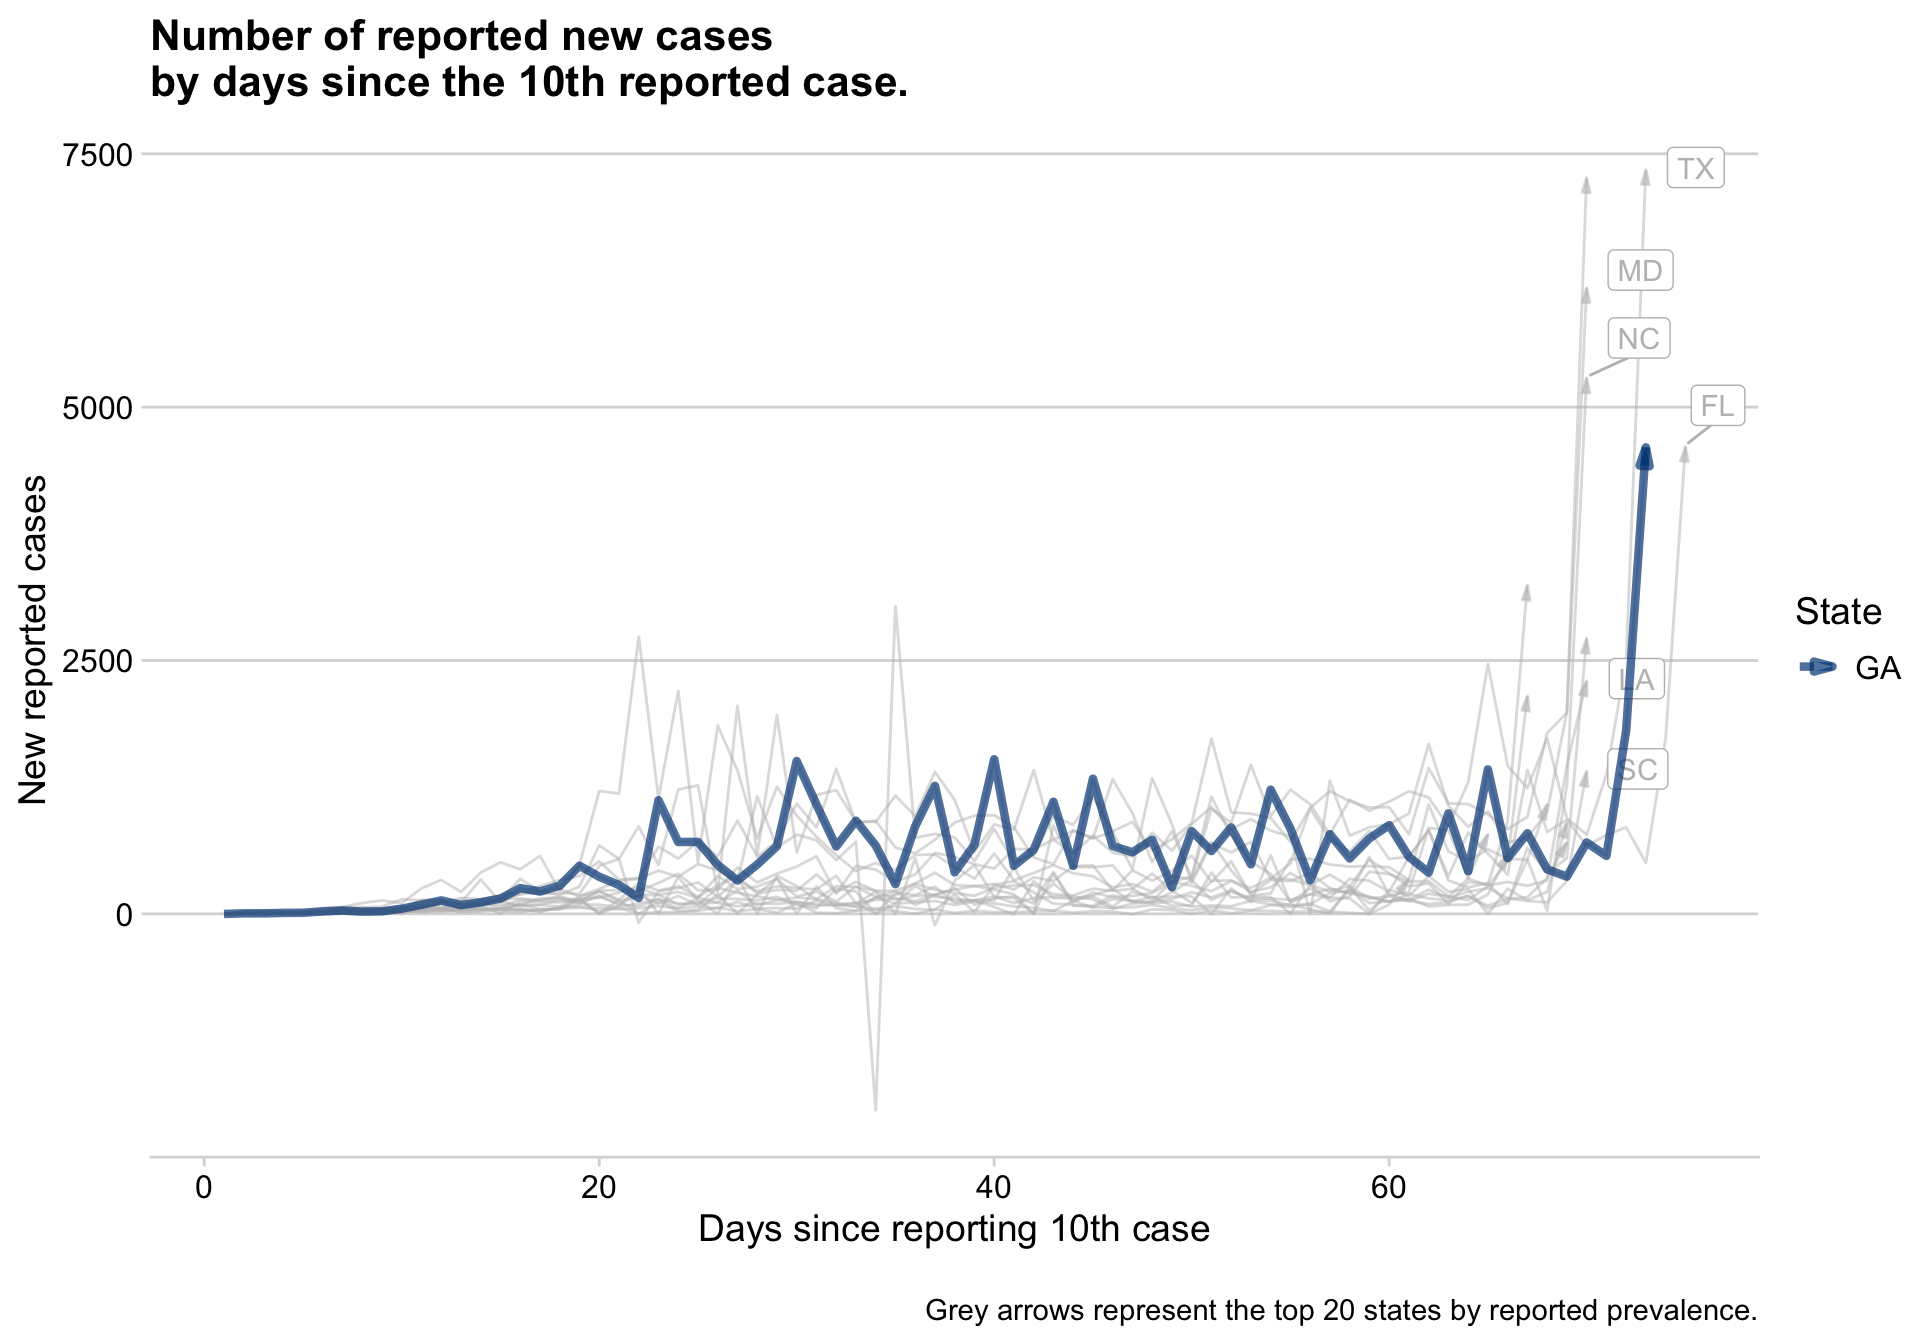 Number of reported new cases
by days since the 10th reported case.
7500
5000
2500
0
New reported cases
TX
MD
NC
FL
LA
SC
State
GA
0
20
40
60
Days since reporting 10th case
Grey arrows represent the top 20 states by reported prevalence.